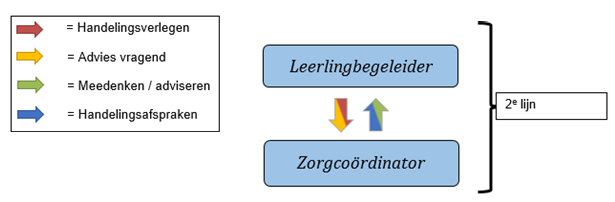 = Handelingsverlegen
= Advies vragend
= Meedenken / adviseren
= Handelingsafspraken
Leerlingbegeleider
Zorgcoördinator
2e lijn